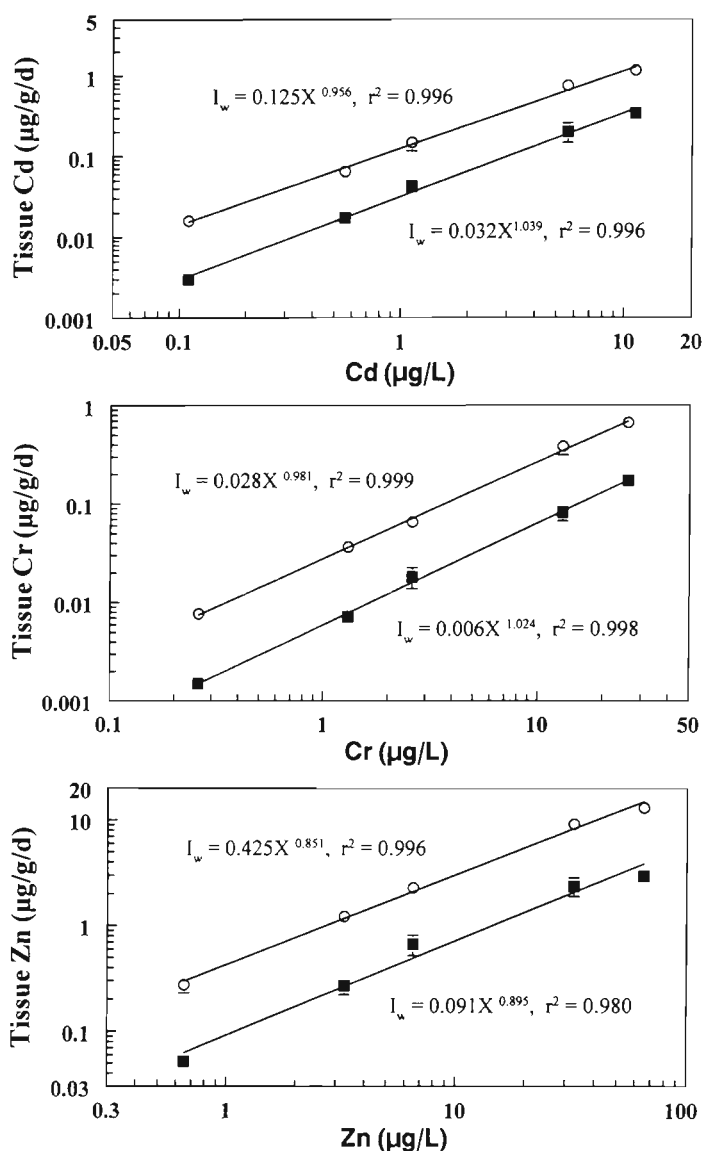 5
1
0.1
0.01
0.001
Tissue Cd (µg/g/d)
I_w = 0.125X^0.956, r² = 0.996
I_w = 0.032X^1.039, r² = 0.996
0.05 0.1 1 10 20
Cd (µg/L)
1
0.1
0.01
0.001
Tissue Cr (µg/g/d)
I_w = 0.028X^0.981, r² = 0.999
I_w = 0.006X^1.024, r² = 0.998
0.1 1 10 50
Cr (µg/L)
20
10
1
0.1
0.03
Tissue Zn (µg/g/d)
I_w = 0.425X^0.851, r² = 0.996
I_w = 0.091X^0.895, r² = 0.980
0.3 1 10 100
Zn (µg/L)